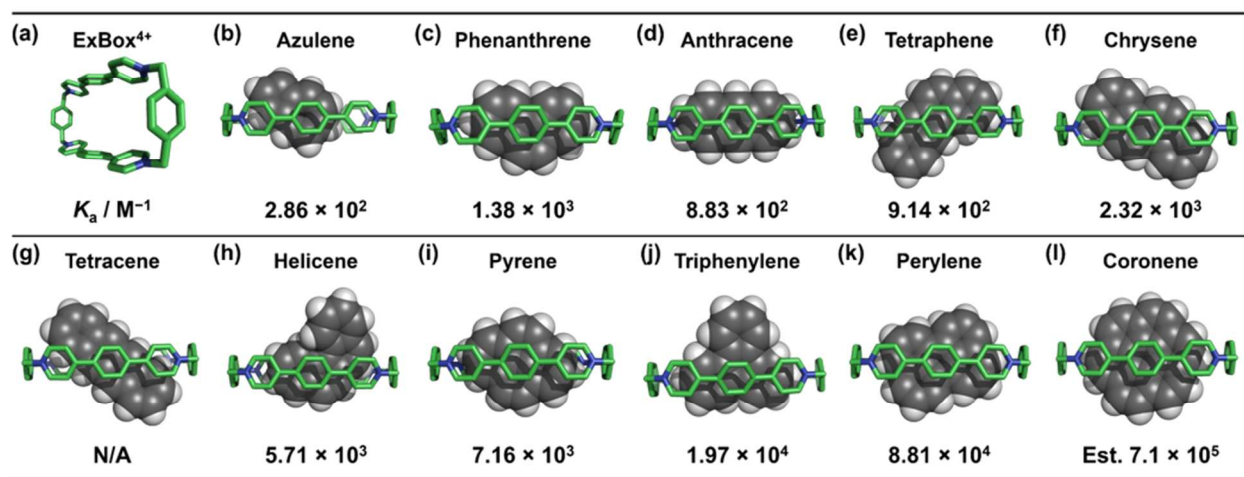 (a) ExBox⁴⁺ (b) Azulene (c) Phenanthrene (d) Anthracene (e) Tetraphene (f) Chrysene
Kₐ / M⁻¹ 2.86 × 10² 1.38 × 10³ 8.83 × 10² 9.14 × 10² 2.32 × 10³
(g) Tetracene (h) Helicene (i) Pyrene (j) Triphenylene (k) Perylene (l) Coronene
N/A 5.71 × 10³ 7.16 × 10³ 1.97 × 10⁴ 8.81 × 10⁴ Est. 7.1 × 10⁵